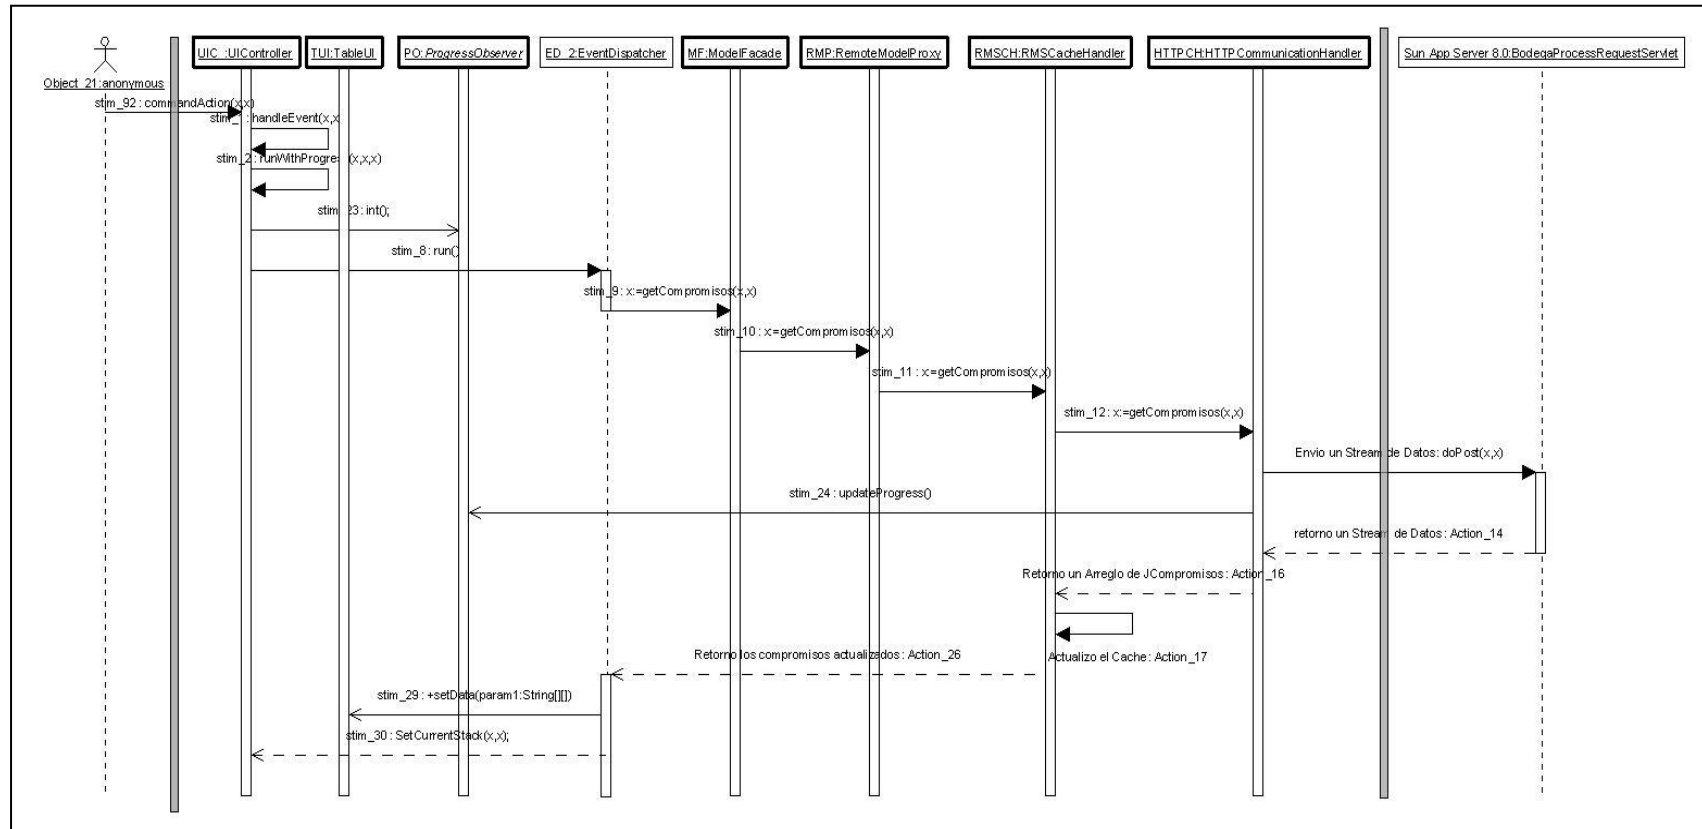 UIC_:UIController
TUI:TableUI
PO:ProgressObserver
ED_2:EventDispatcher
MF:ModelFacade
RMP:RemoteModelProxy
RMSCH:RMSCacheHandler
HTTPCH:HTTPCommunicationHandler
Sun App Server 8.0:BodegaProcessRequestServlet
Object_21:anonymous
stim_92 : commandAction(x,x)
handleEvent(x,x
stim_2 : runWithProgress(x,x,x)
stim_23 : int();
stim_8 : run()
stim_9 : x:=getCompromisos(x,x)
stim_10 : x:=getCompromisos(x,x)
stim_11 : x:=getCompromisos(x,x)
stim_12 : x:=getCompromisos(x,x)
Envio un Stream de Datos: doPost(x,x)
stim_24 : updateProgress()
retorno un Stream de Datos : Action_14
Retorno un Arreglo de JCompromisos : Action_16
Actualizo el Cache : Action_17
Retorno los compromisos actualizados : Action_26
stim_29 : +setData(param1:String[][])
stim_30 : SetCurrentStack(x,x);